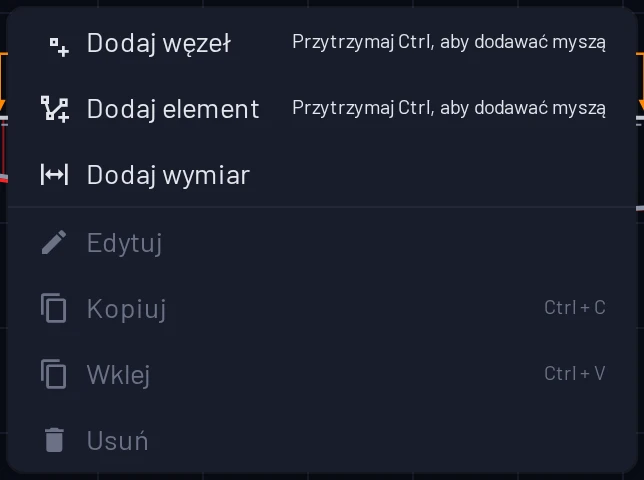 Dodaj węzeł Przytrzymaj Ctrl, aby dodawać myszą
Dodaj element Przytrzymaj Ctrl, aby dodawać myszą
Dodaj wymiar
Edytuj
Kopiuj Ctrl + C
Wklej Ctrl + V
Usuń